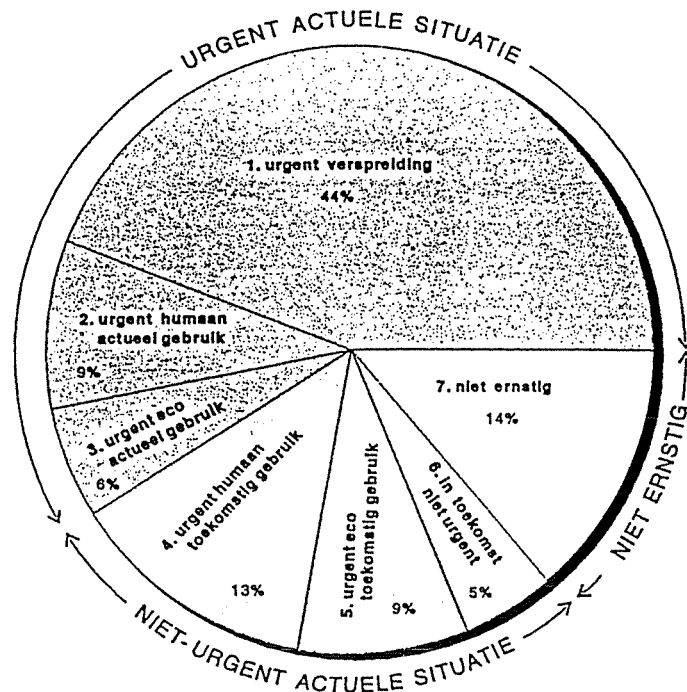 URGENT ACTUELE SITUATIE
1. urgent verspreiding
44%
2. urgent humaan
actueel gebruik
9%
3. urgent eco
actueel gebruik
6%
4. urgent humaan
toekomstig gebruik
13%
5. urgent eco
toekomstig gebruik
9%
6. in toekomst
niet urgent
5%
7. niet ernstig
14%
NIET ERNSTIG
NIET-URGENT ACTUELE SITUATIE